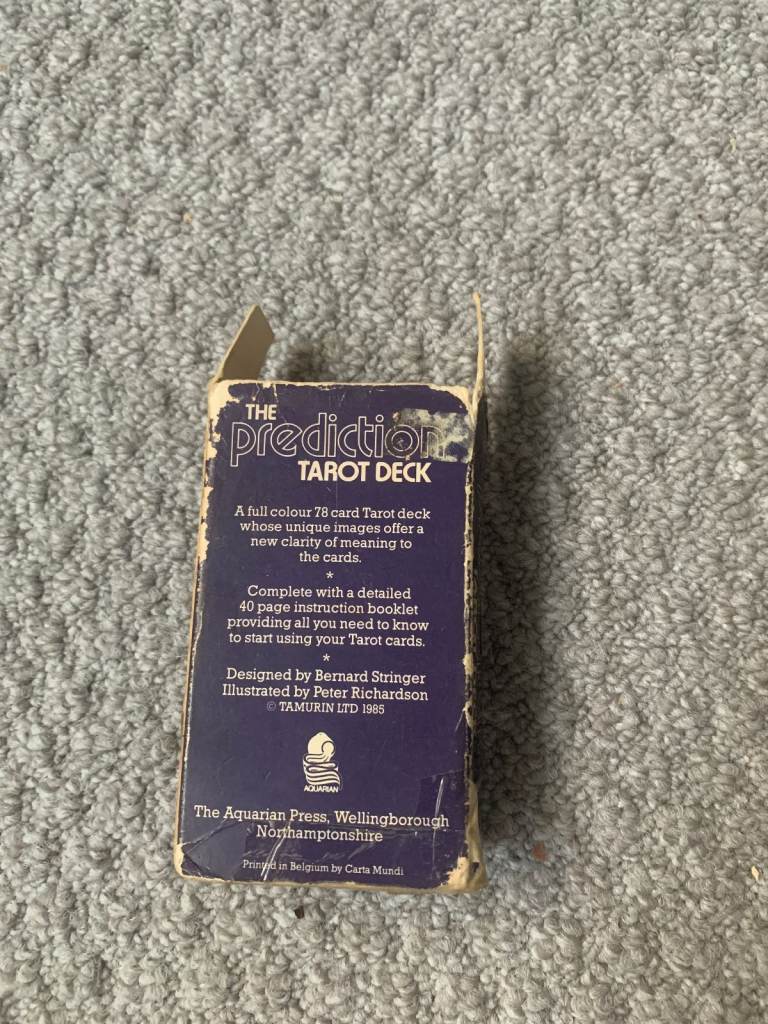 THE
prediction
TAROT DECK
A full colour 78 card Tarot deck
whose unique images offer a
new clarity of meaning to
the cards.
*
Complete with a detailed
40 page instruction booklet
providing all you need to know
to start using your Tarot cards.
*
Designed by Bernard Stringer
Illustrated by Peter Richardson
© TAMURIN LTD 1985
AQUARIAN
The Aquarian Press, Wellingborough
Northamptonshire
Printed in Belgium by Carta Mundi